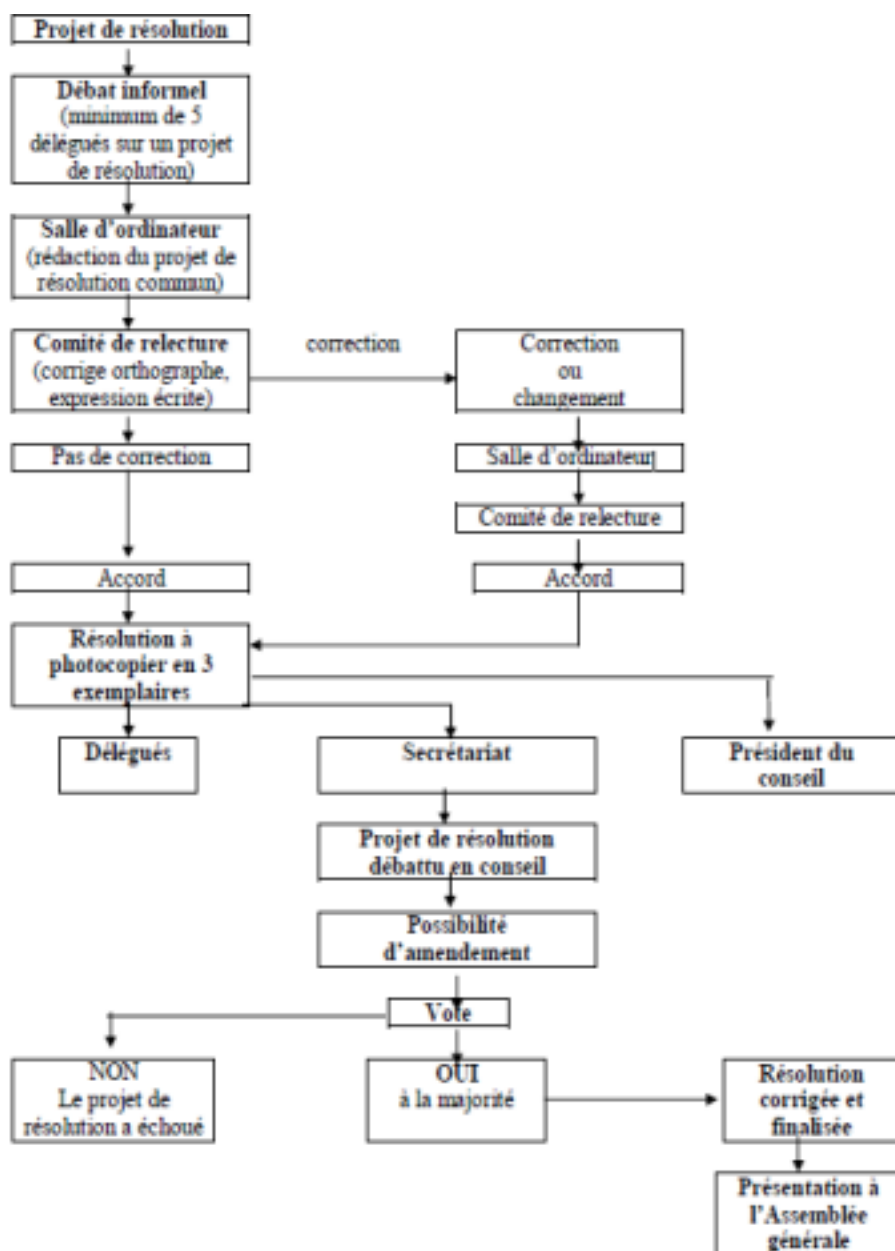 Projet de résolution
Débat informel
(minimum de 5
délégués sur un projet
de résolution)
Salle d'ordinateur
(rédaction du projet de
résolution commun)
Comité de relecture
(corrige orthographe,
expression écrite)
correction
Correction
ou
changement
Pas de correction
Salle d'ordinateur
Comité de relecture
Accord
Accord
Résolution à
photocopier en 3
exemplaires
Délégués
Secrétariat
Président du
conseil
Projet de résolution
débattu en conseil
Possibilité
d'amendement
Vote
NON
Le projet de
résolution a échoué
OUI
à la majorité
Résolution
corrigée et
finalisée
Présentation à
l'Assemblée
générale